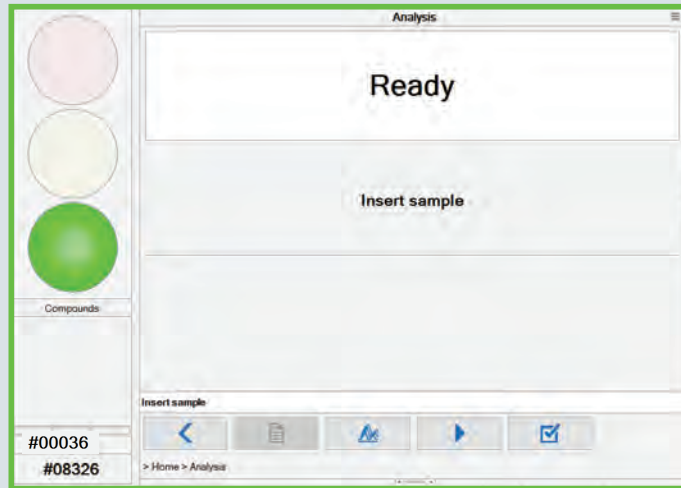 Analysis
Ready
Insert sample
Compounds
Insert sample
#00036
#08326
> Home > Analysis